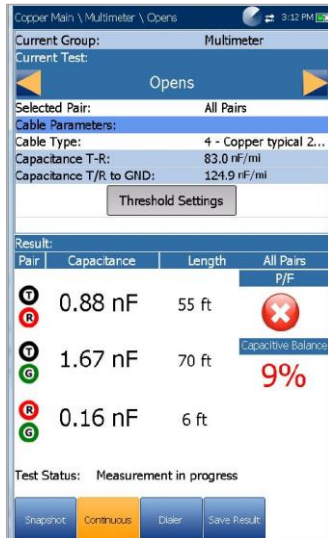 Copper Main \ Multimeter \ Opens 3:12 PM
Current Group: Multimeter
Current Test:
Opens
Selected Pair: All Pairs
Cable Parameters:
Cable Type: 4 - Copper typical 2...
Capacitance T-R: 83.0 nF/mi
Capacitance T/R to GND: 124.9 nF/mi
Threshold Settings
Result:
Pair Capacitance Length All Pairs
P/F
T
R 0.88 nF 55 ft
Capacitive Balance
T
G 1.67 nF 70 ft 9%
R
G 0.16 nF 6 ft
Test Status: Measurement in progress
Snapshot Continuous Dialer Save Result